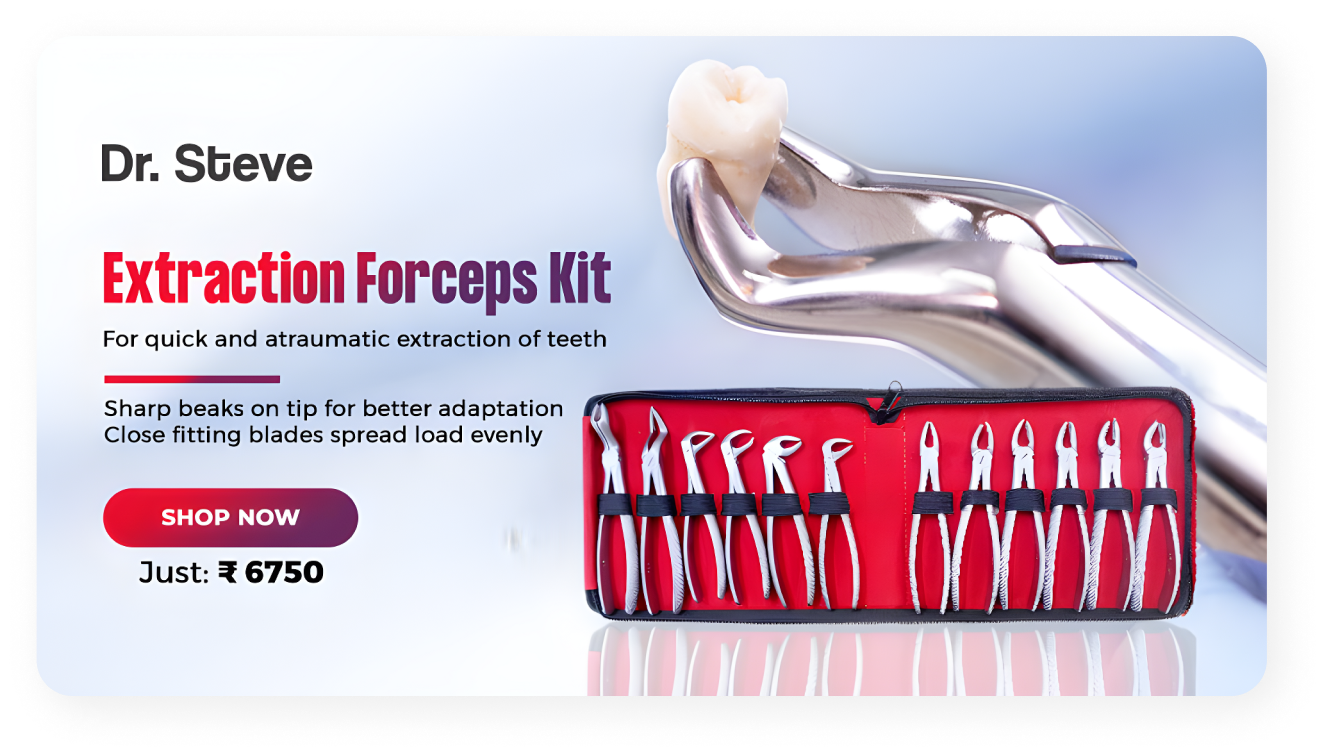 Dr. Steve
Extraction Forceps Kit
For quick and atraumatic extraction of teeth
Sharp beaks on tip for better adaptation
Close fitting blades spread load evenly
SHOP NOW
Just: ₹ 6750